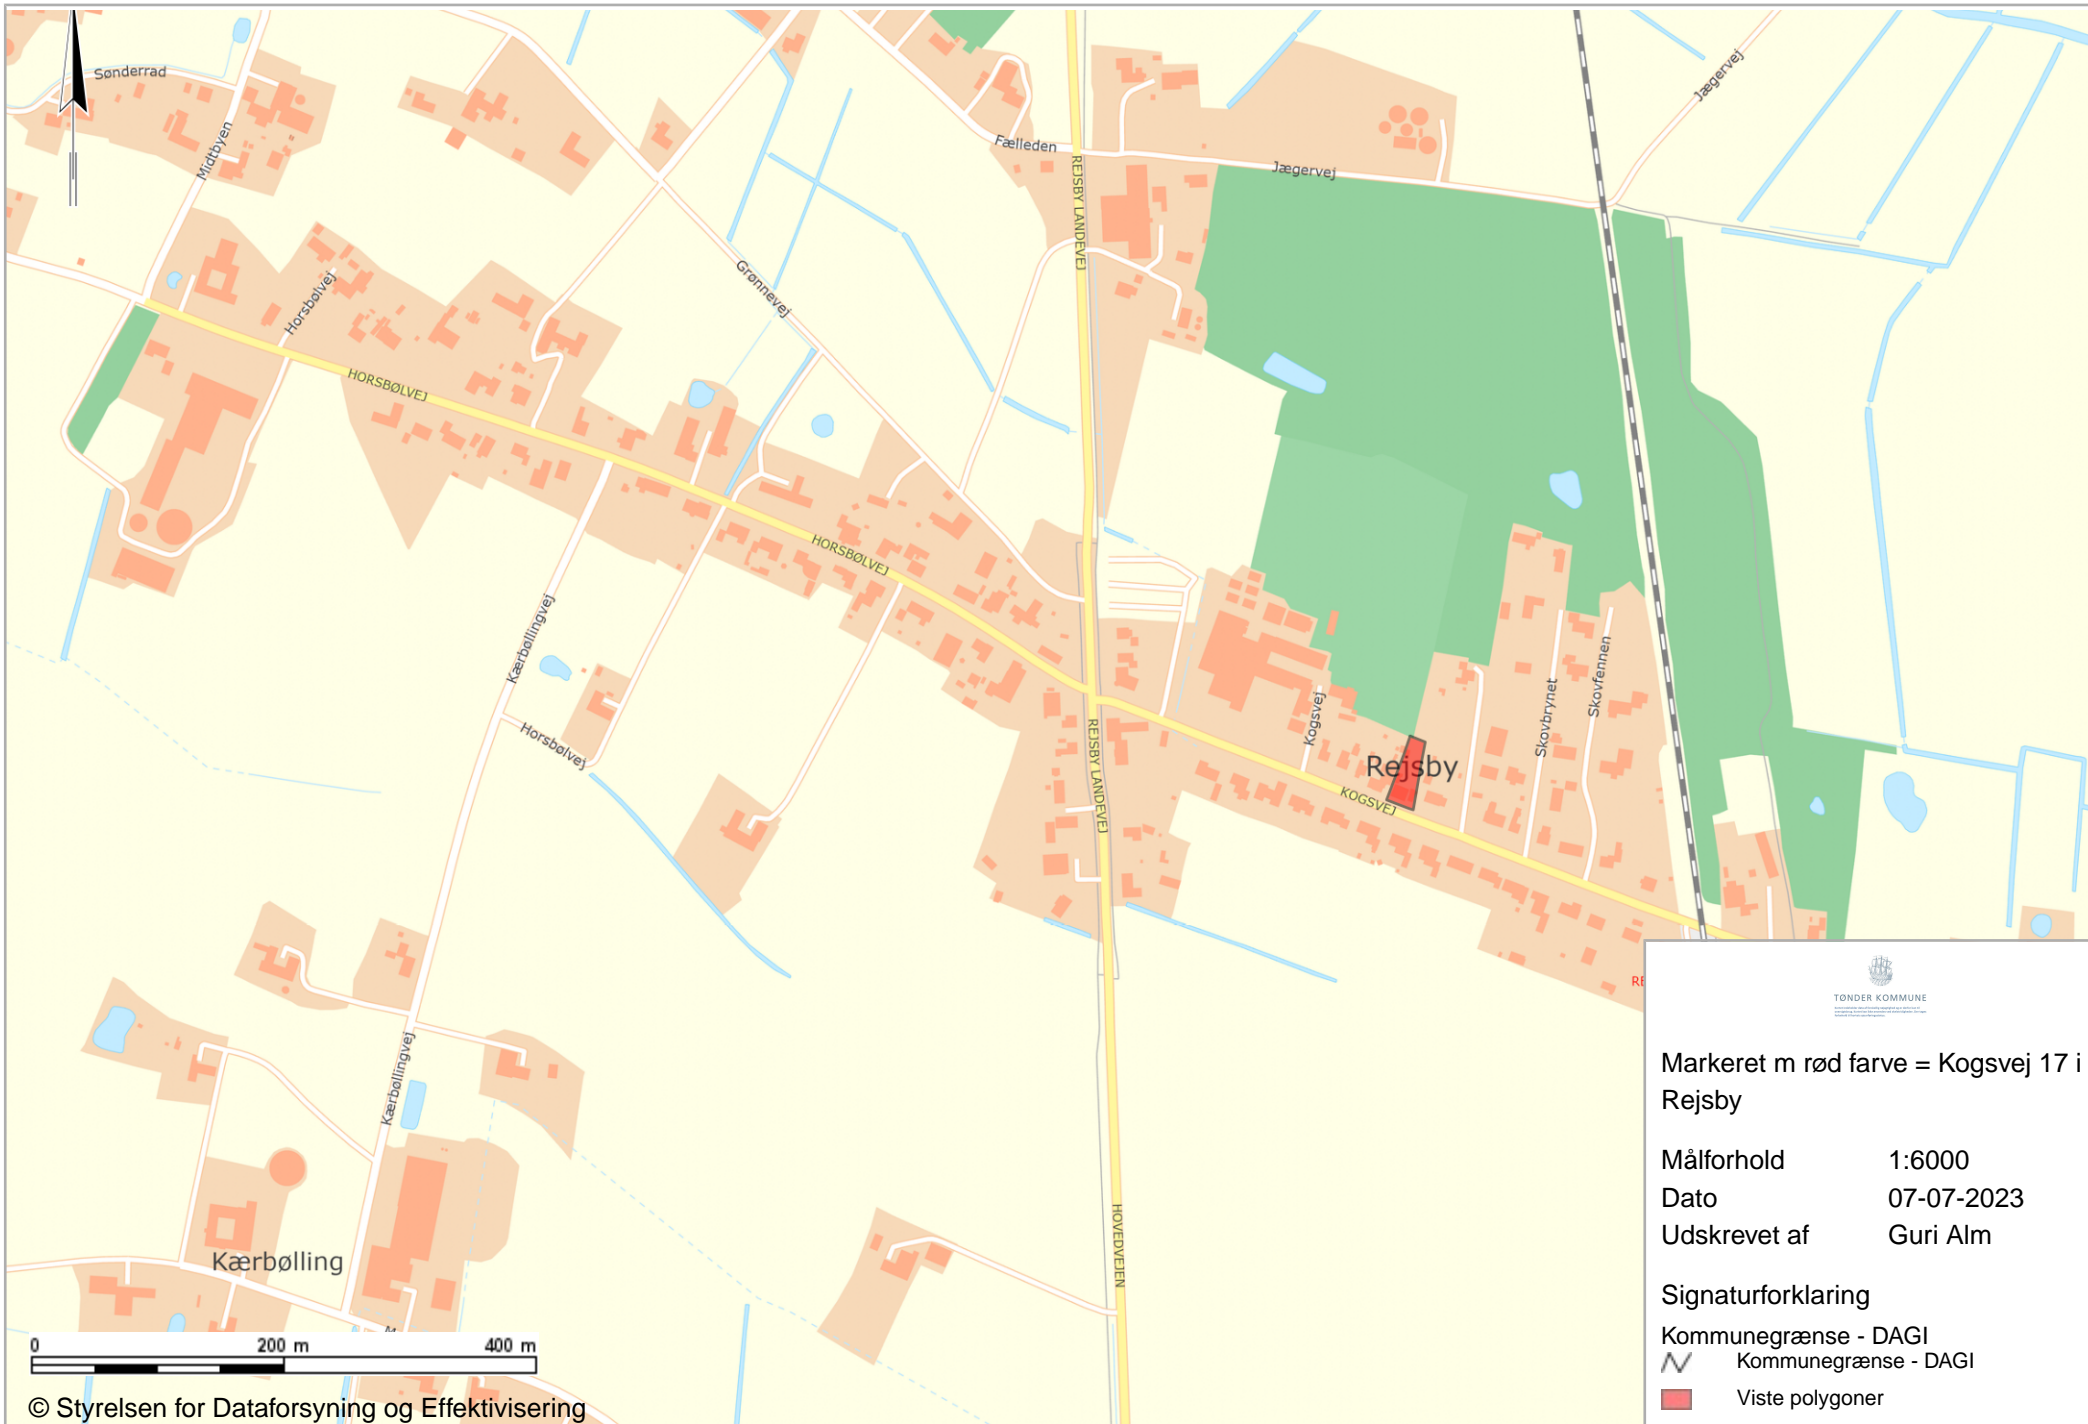 Sønderrad
Midtbyen
Fælleden
REJSBY LANDEVEJ
Jægervej
Jægervej
Horsbølvej
Grønnevej
HORSBØLVEJ
HORSBØLVEJ
Kærbøllingvej
Horsbølvej
REJSBY LANDEVEJ
Kogsvej
Rejsby
KOGSVEJ
Skovbrynet
Skovfennen
Kærbøllingvej
Kærbølling
HOVEDVEJEN
RE
TØNDER KOMMUNE
Markeret m rød farve = Kogsvej 17 i
Rejsby
Målforhold 1:6000
Dato 07-07-2023
Udskrevet af Guri Alm
Signaturforklaring
Kommunegrænse - DAGI
Kommunegrænse - DAGI
Viste polygoner
0 200 m 400 m
© Styrelsen for Dataforsyning og Effektivisering